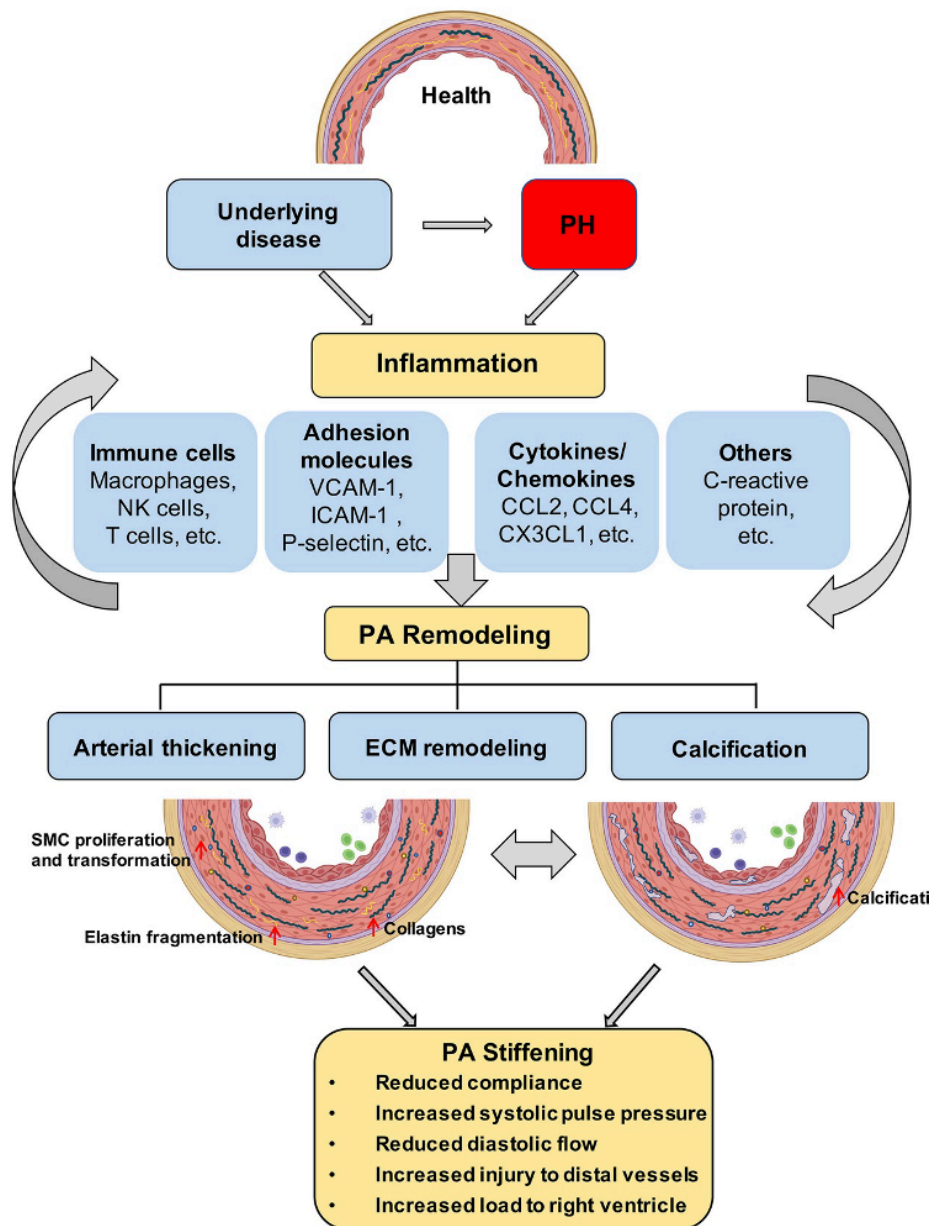 Health
Underlying
disease
PH
Inflammation
Immune cells
Macrophages,
NK cells,
T cells, etc.
Adhesion
molecules
VCAM-1,
ICAM-1 ,
P-selectin, etc.
Cytokines/
Chemokines
CCL2, CCL4,
CX3CL1, etc.
Others
C-reactive
protein,
etc.
PA Remodeling
Arterial thickening
ECM remodeling
Calcification
SMC proliferation
and transformation
Elastin fragmentation
Collagens
Calcificati
PA Stiffening
• Reduced compliance
• Increased systolic pulse pressure
• Reduced diastolic flow
• Increased injury to distal vessels
• Increased load to right ventricle